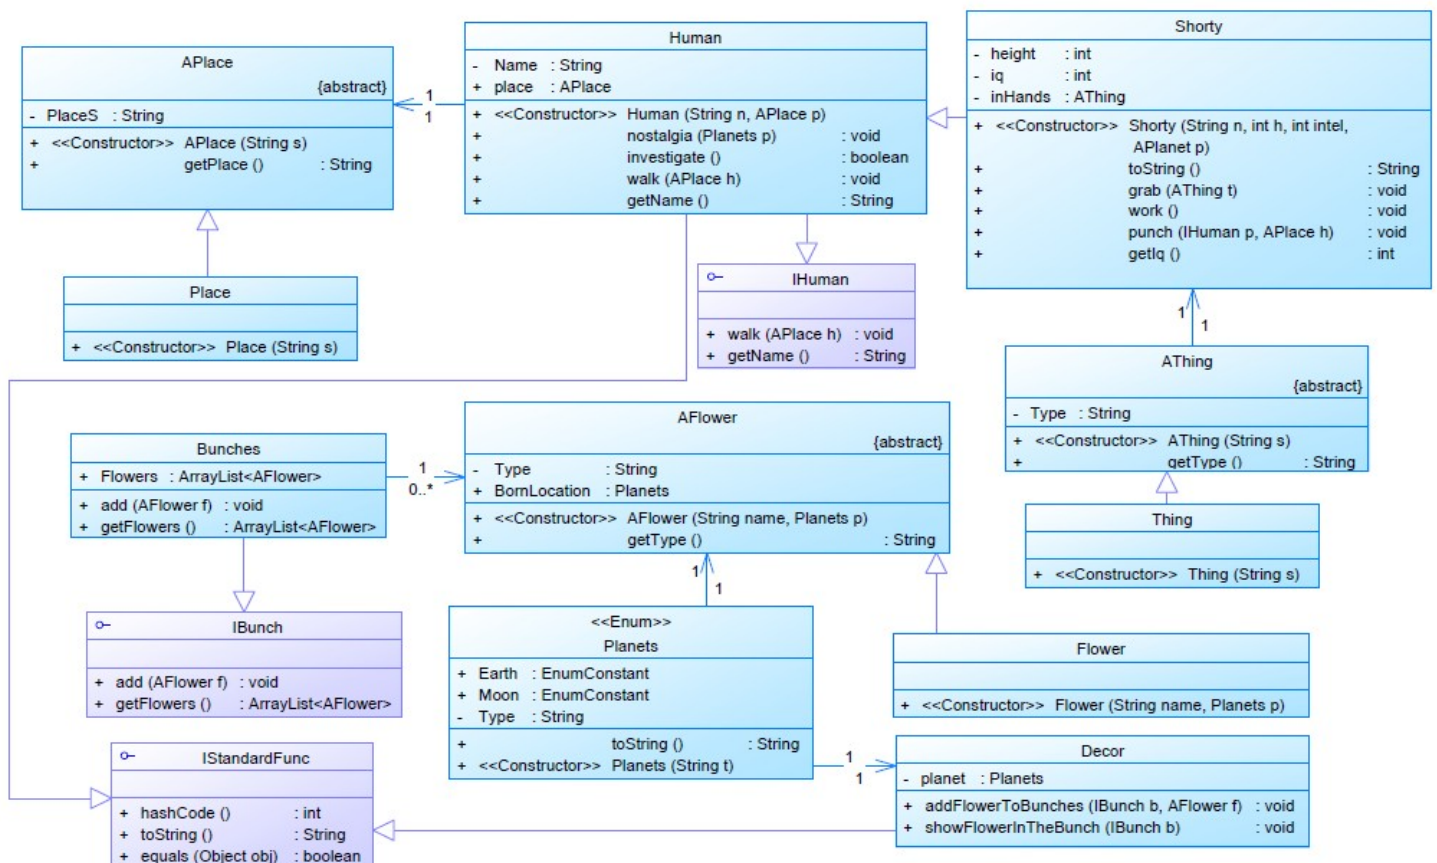 APlace
{abstract}
- PlaceS : String
+ <<Constructor>> APlace (String s)
+ getPlace () : String
Human
- Name : String
+ place : APlace
+ <<Constructor>> Human (String n, APlace p)
+ nostalgia (Planets p) : void
+ investigate () : boolean
+ walk (APlace h) : void
+ getName () : String
Shorty
- height : int
- iq : int
- inHands : AThing
+ <<Constructor>> Shorty (String n, int h, int intel,
APlanet p)
+ toString () : String
+ grab (AThing t) : void
+ work () : void
+ punch (IHuman p, APlace h) : void
+ getIq () : int
1
1
Place
+ <<Constructor>> Place (String s)
IHuman
+ walk (APlace h) : void
+ getName () : String
1
1
AThing
{abstract}
- Type : String
+ <<Constructor>> AThing (String s)
+ getType () : String
Bunches
+ Flowers : ArrayList<AFlower>
+ add (AFlower f) : void
+ getFlowers () : ArrayList<AFlower>
1
0..*
AFlower
{abstract}
- Type : String
+ BornLocation : Planets
+ <<Constructor>> AFlower (String name, Planets p)
+ getType () : String
Thing
+ <<Constructor>> Thing (String s)
1
1
IBunch
+ add (AFlower f) : void
+ getFlowers () : ArrayList<AFlower>
<<Enum>>
Planets
+ Earth : EnumConstant
+ Moon : EnumConstant
- Type : String
+ toString () : String
+ <<Constructor>> Planets (String t)
Flower
+ <<Constructor>> Flower (String name, Planets p)
1
1
Decor
- planet : Planets
+ addFlowerToBunches (IBunch b, AFlower f) : void
+ showFlowerInTheBunch (IBunch b) : void
IStandardFunc
+ hashCode () : int
+ toString () : String
+ equals (Object obj) : boolean